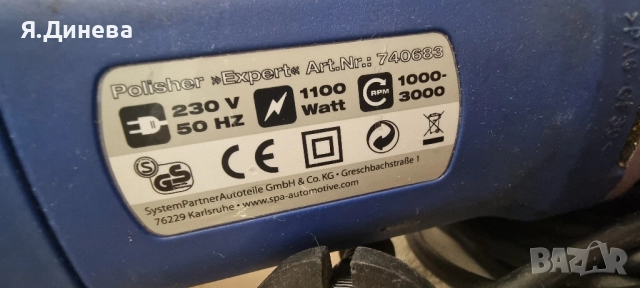 Я.Динева
Polisher »Expert« Art.Nr.: 740683
230 V
50 HZ
1100
Watt
RPM
1000-
3000
S
GS
CE
SystemPartnerAutoteile GmbH & Co. KG • Greschbachstraße 1
76229 Karlsruhe • www.spa-automotive.com
BAZAR